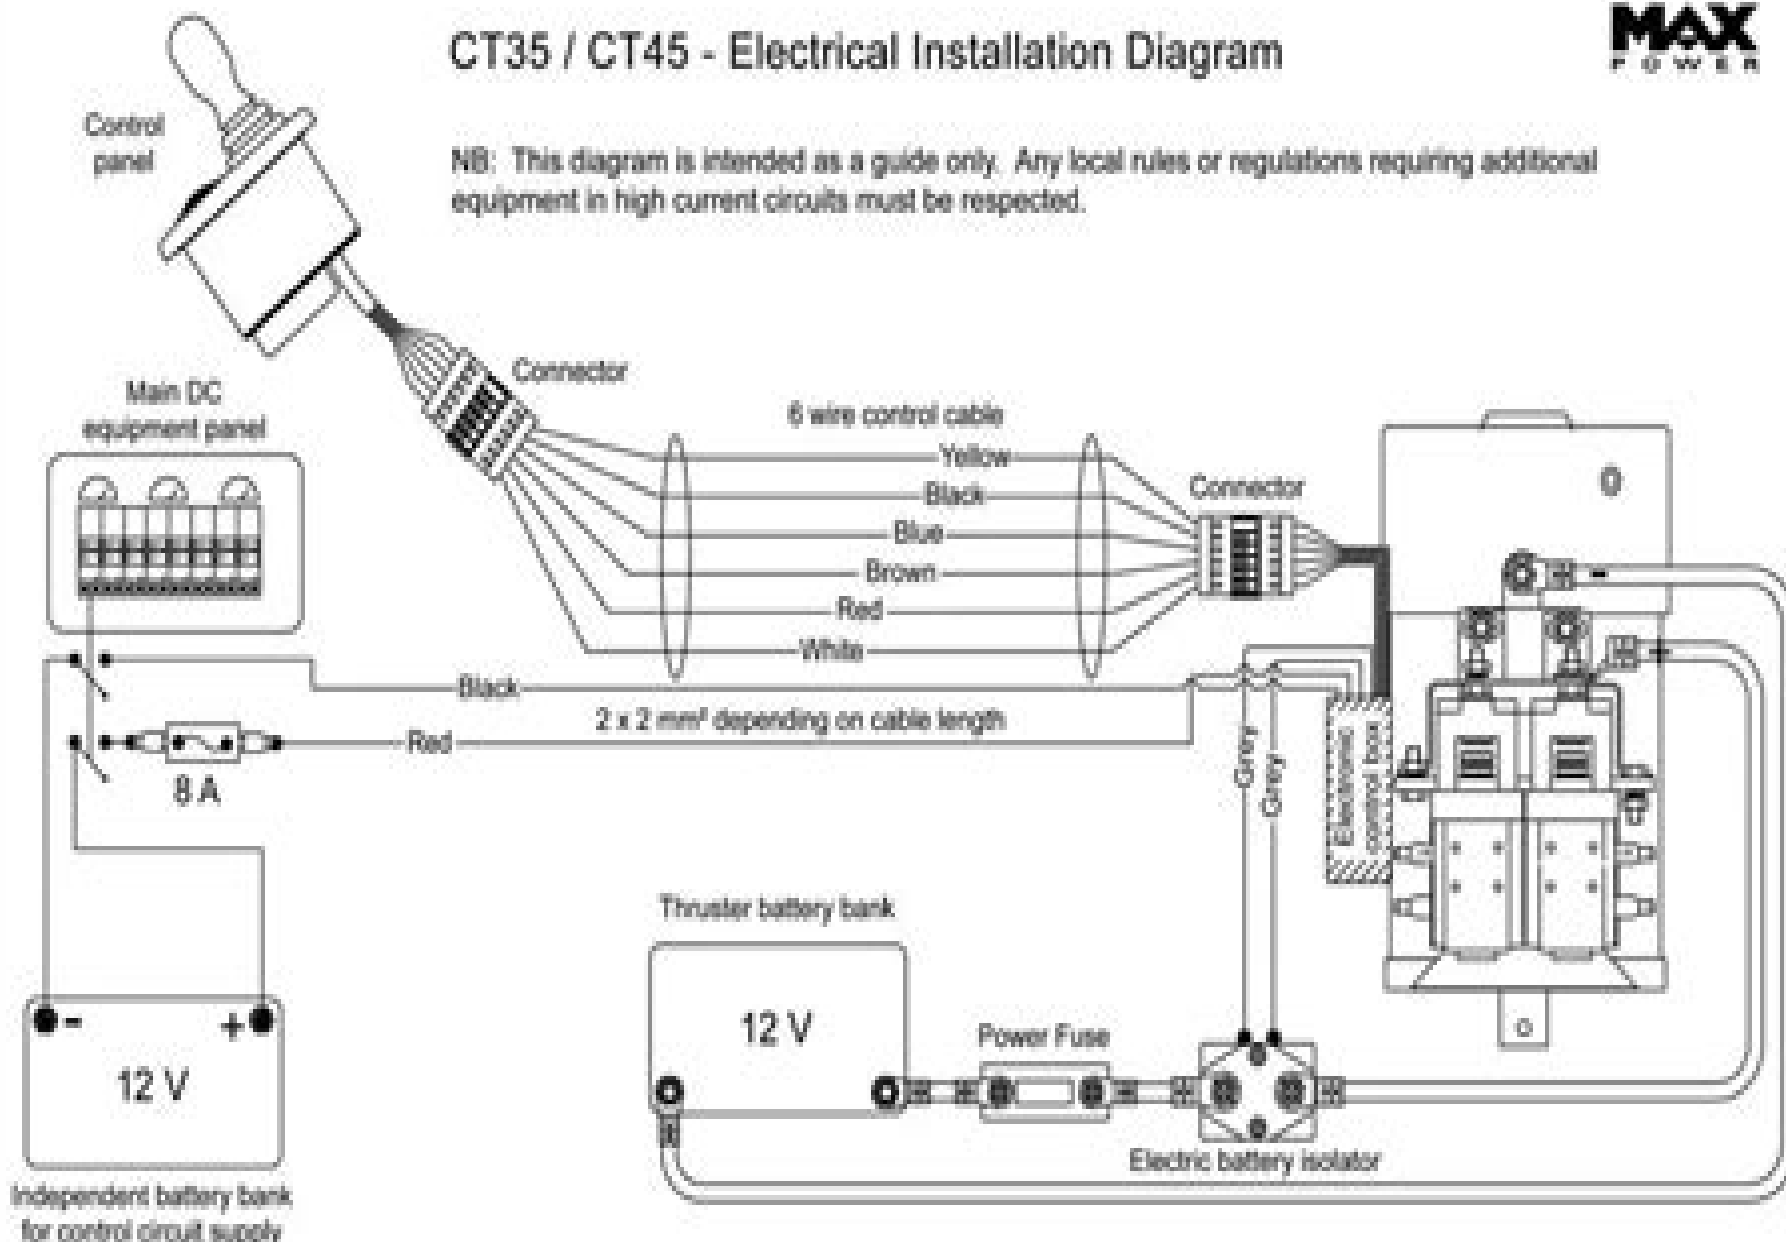 CT35 / CT45 - Electrical Installation Diagram
MAX
POWER
Control
panel
NB: This diagram is intended as a guide only. Any local rules or regulations requiring additional
equipment in high current circuits must be respected.
Connector
Main DC
equipment panel
6 wire control cable
Yellow
Black
Blue
Brown
Red
White
Connector
-
+
Black
2 x 2 mm² depending on cable length
Red
8 A
Grey
Grey
Electronic
control box
Thruster battery bank
12 V
Power Fuse
Electric battery isolator
- +
12 V
Independent battery bank
for control circuit supply